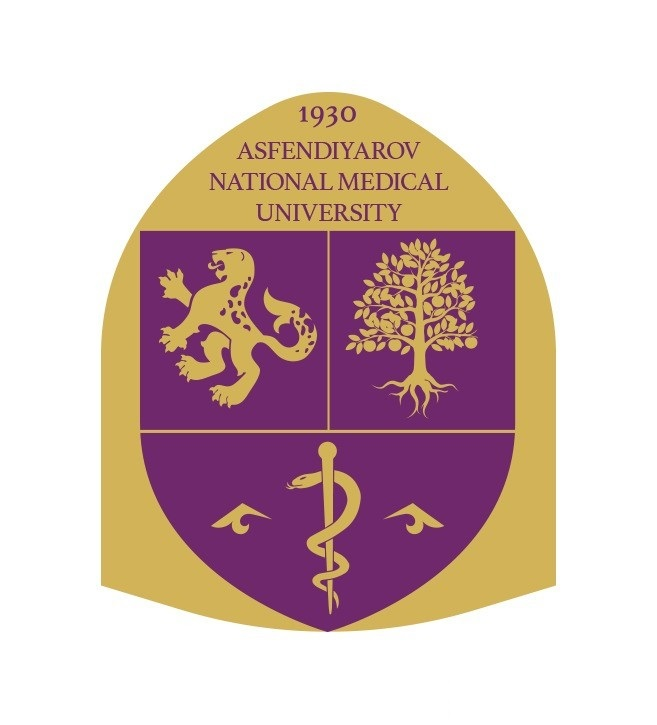 1930
ASFENDIYAROV
NATIONAL MEDICAL
UNIVERSITY